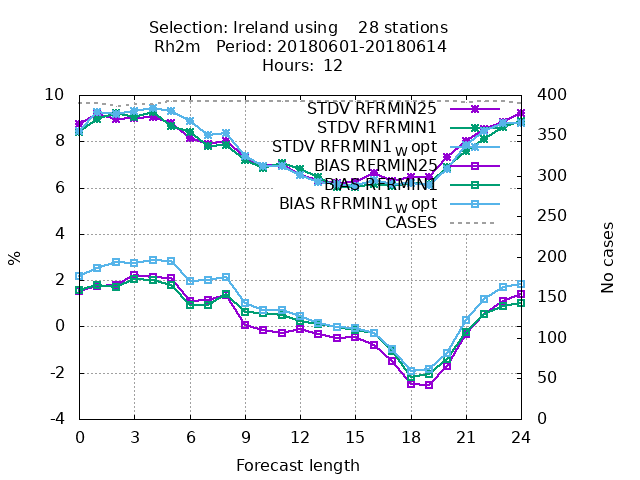 Selection: Ireland using    28 stations
Rh2m   Period: 20180601-20180614
Hours:  12
10 400
STDV RFRMIN25
350
STDV RFRMIN1
8
STDV RFRMIN1W opt
300
BIAS RFRMIN25
6
BIAS RFRMIN1
BIAS RFRMIN1W opt
250
CASES
4
200
2
150
0
100
-2
50
-4 0
0 3 6 9 12 15 18 21 24
%
No cases
Forecast length